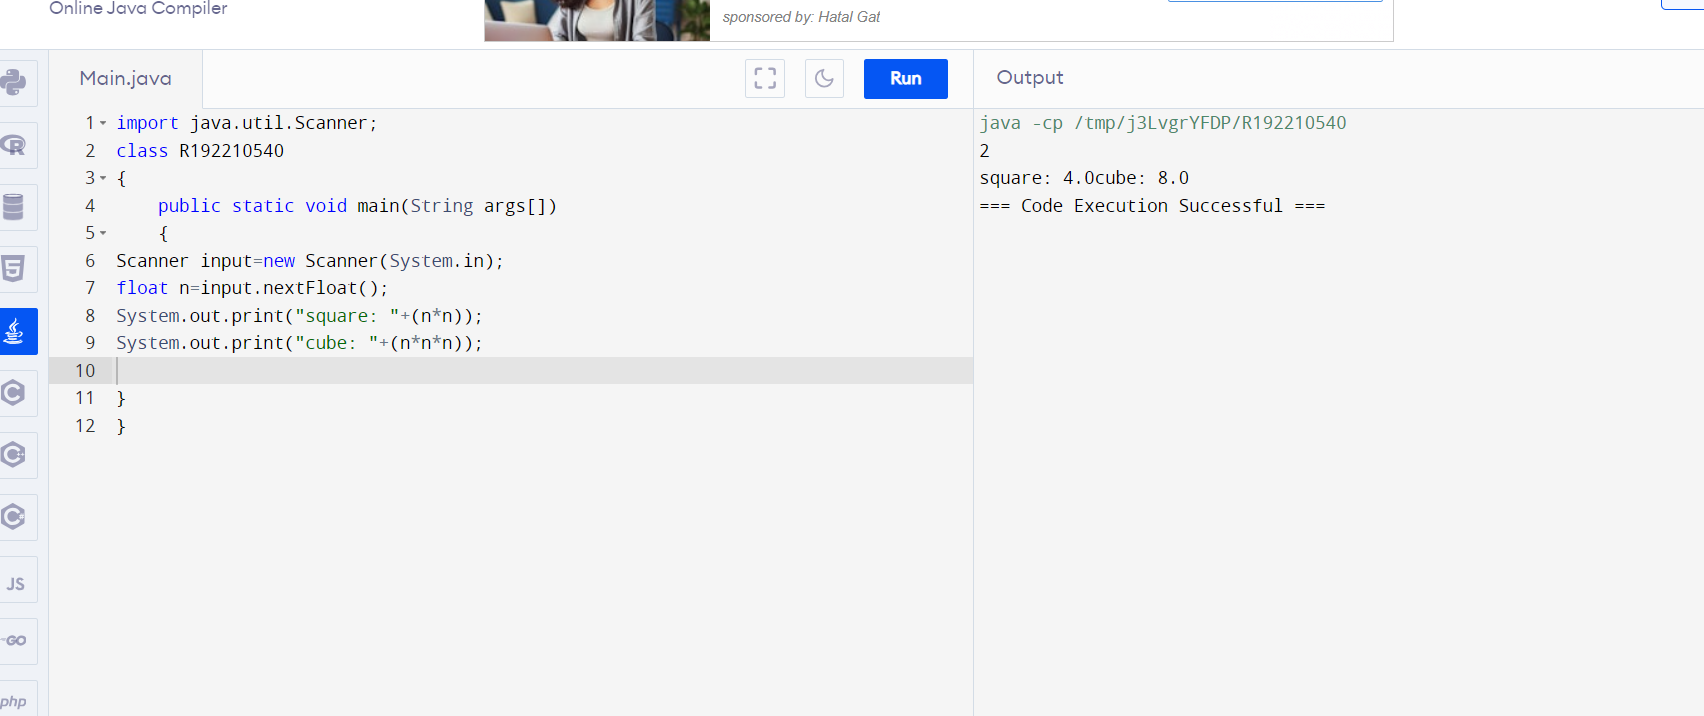 Online Java Compiler
sponsored by: Hatal Gat
Main.java
Run
Output
1 import java.util.Scanner;
2 class R192210540
3 {
4 public static void main(String args[])
5 {
6 Scanner input=new Scanner(System.in);
7 float n=input.nextFloat();
8 System.out.print("square: "+(n*n));
9 System.out.print("cube: "+(n*n*n));
10
11 }
12 }
java -cp /tmp/j3LvgrYFDP/R192210540
2
square: 4.0cube: 8.0
=== Code Execution Successful ===
R
5
C
C+
C#
JS
GO
php